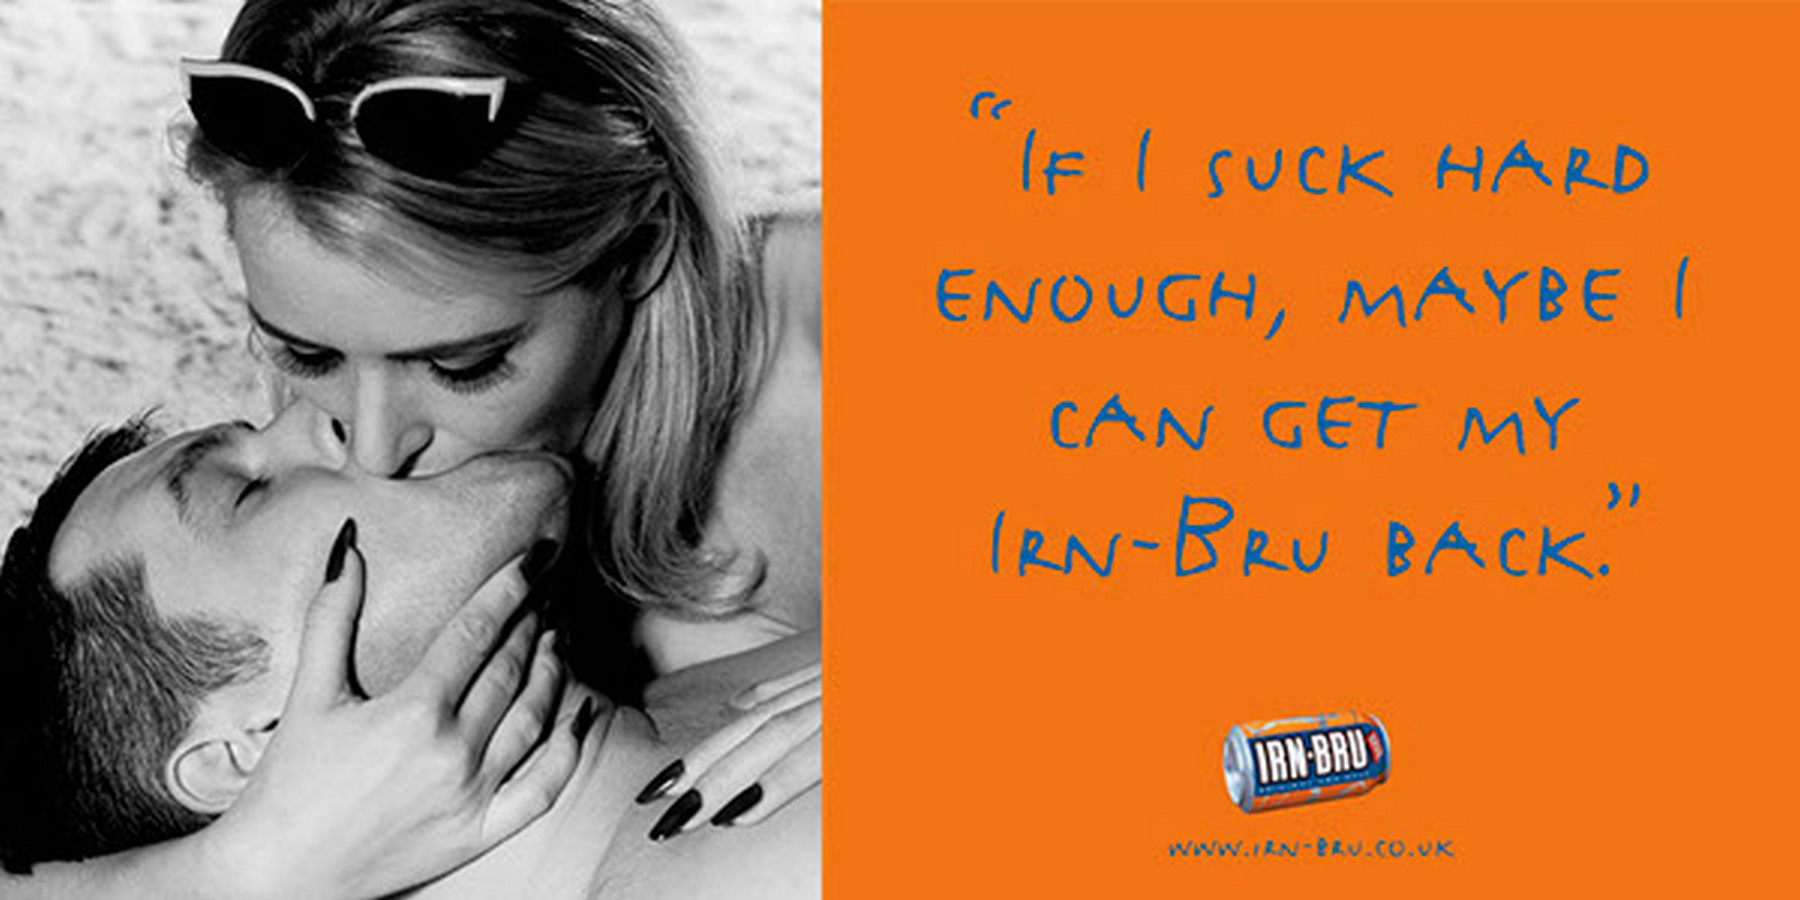 “IF I SUCK HARD
ENOUGH, MAYBE I
CAN GET MY
IRN-BRU BACK.”
IRN-BRU
WWW.IRN-BRU.CO.UK